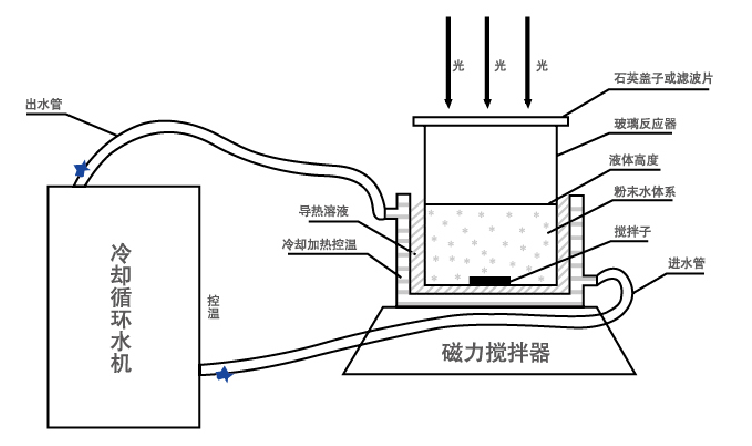 光
光
光
石英盖子或滤波片
出水管
玻璃反应器
液体高度
粉末水体系
导热溶液
搅拌子
冷却加热控温
进水管
冷却循环水机
控温
磁力搅拌器